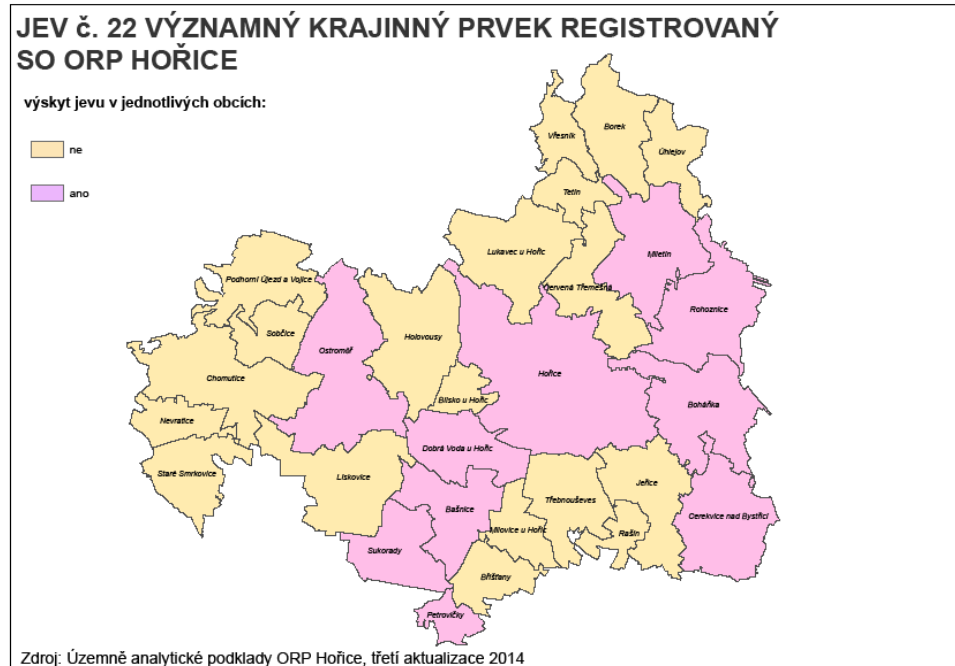 JEV č. 22 VÝZNAMNÝ KRAJINNÝ PRVEK REGISTROVANÝ
SO ORP HOŘICE
výskyt jevu v jednotlivých obcích:
ne
ano
Vřesník
Borek
Úhlejov
Tetín
Lukavec u Hořic
Miletín
Červená Třemešná
Podhorní Újezd a Vojice
Rohoznice
Sobčice
Holovousy
Ostroměř
Chomutice
Hořice
Bílsko u Hořic
Boháňka
Nevratice
Dobrá Voda u Hořic
Staré Smrkovice
Lískovice
Jeřice
Třebnouševes
Bašnice
Cerekvice nad Bystřicí
Milovice u Hořic
Rašín
Sukorady
Bříšťany
Petrovičky
Zdroj: Územně analytické podklady ORP Hořice, třetí aktualizace 2014